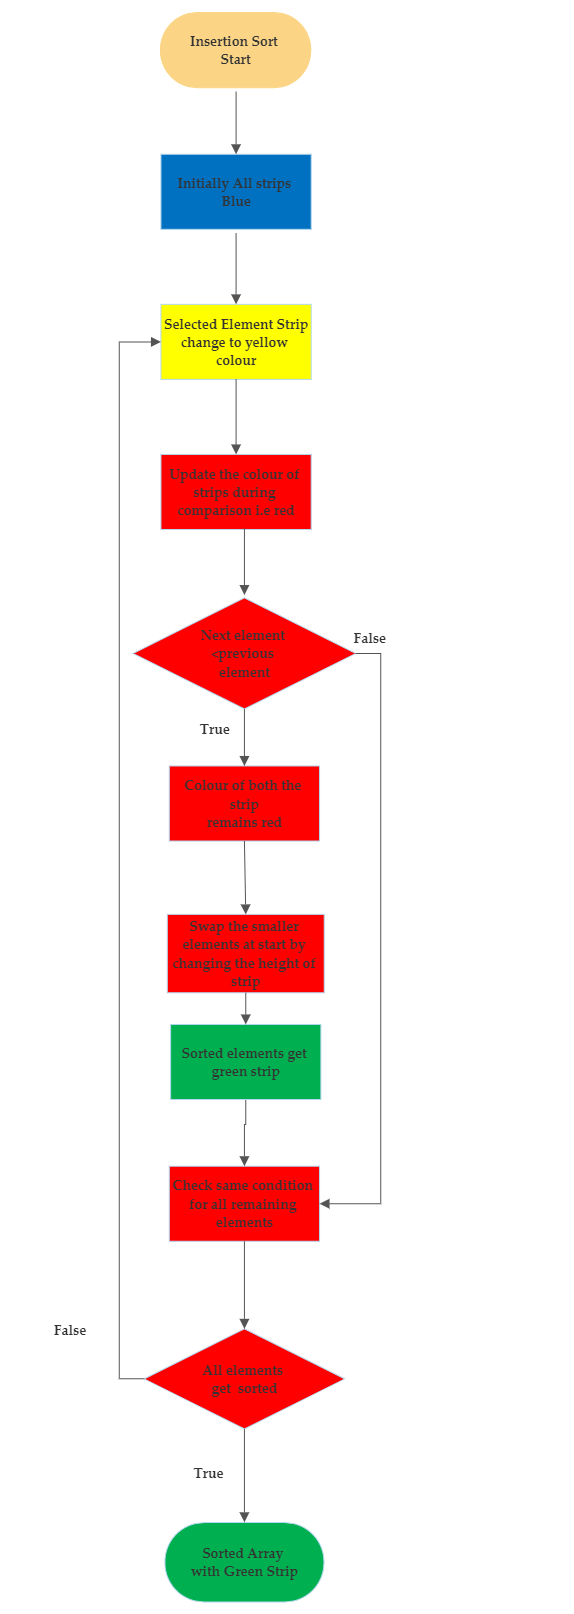 Insertion Sort
Start
Initially All strips
Blue
Selected Element Strip
change to yellow
colour
Update the colour of
strips during
comparison i.e red
Next element
<previous
element
False
True
Colour of both the
strip
remains red
Swap the smaller
elements at start by
changing the height of
strip
Sorted elements get
green strip
Check same condition
for all remaining
elements
False
All elements
get sorted
True
Sorted Array
with Green Strip